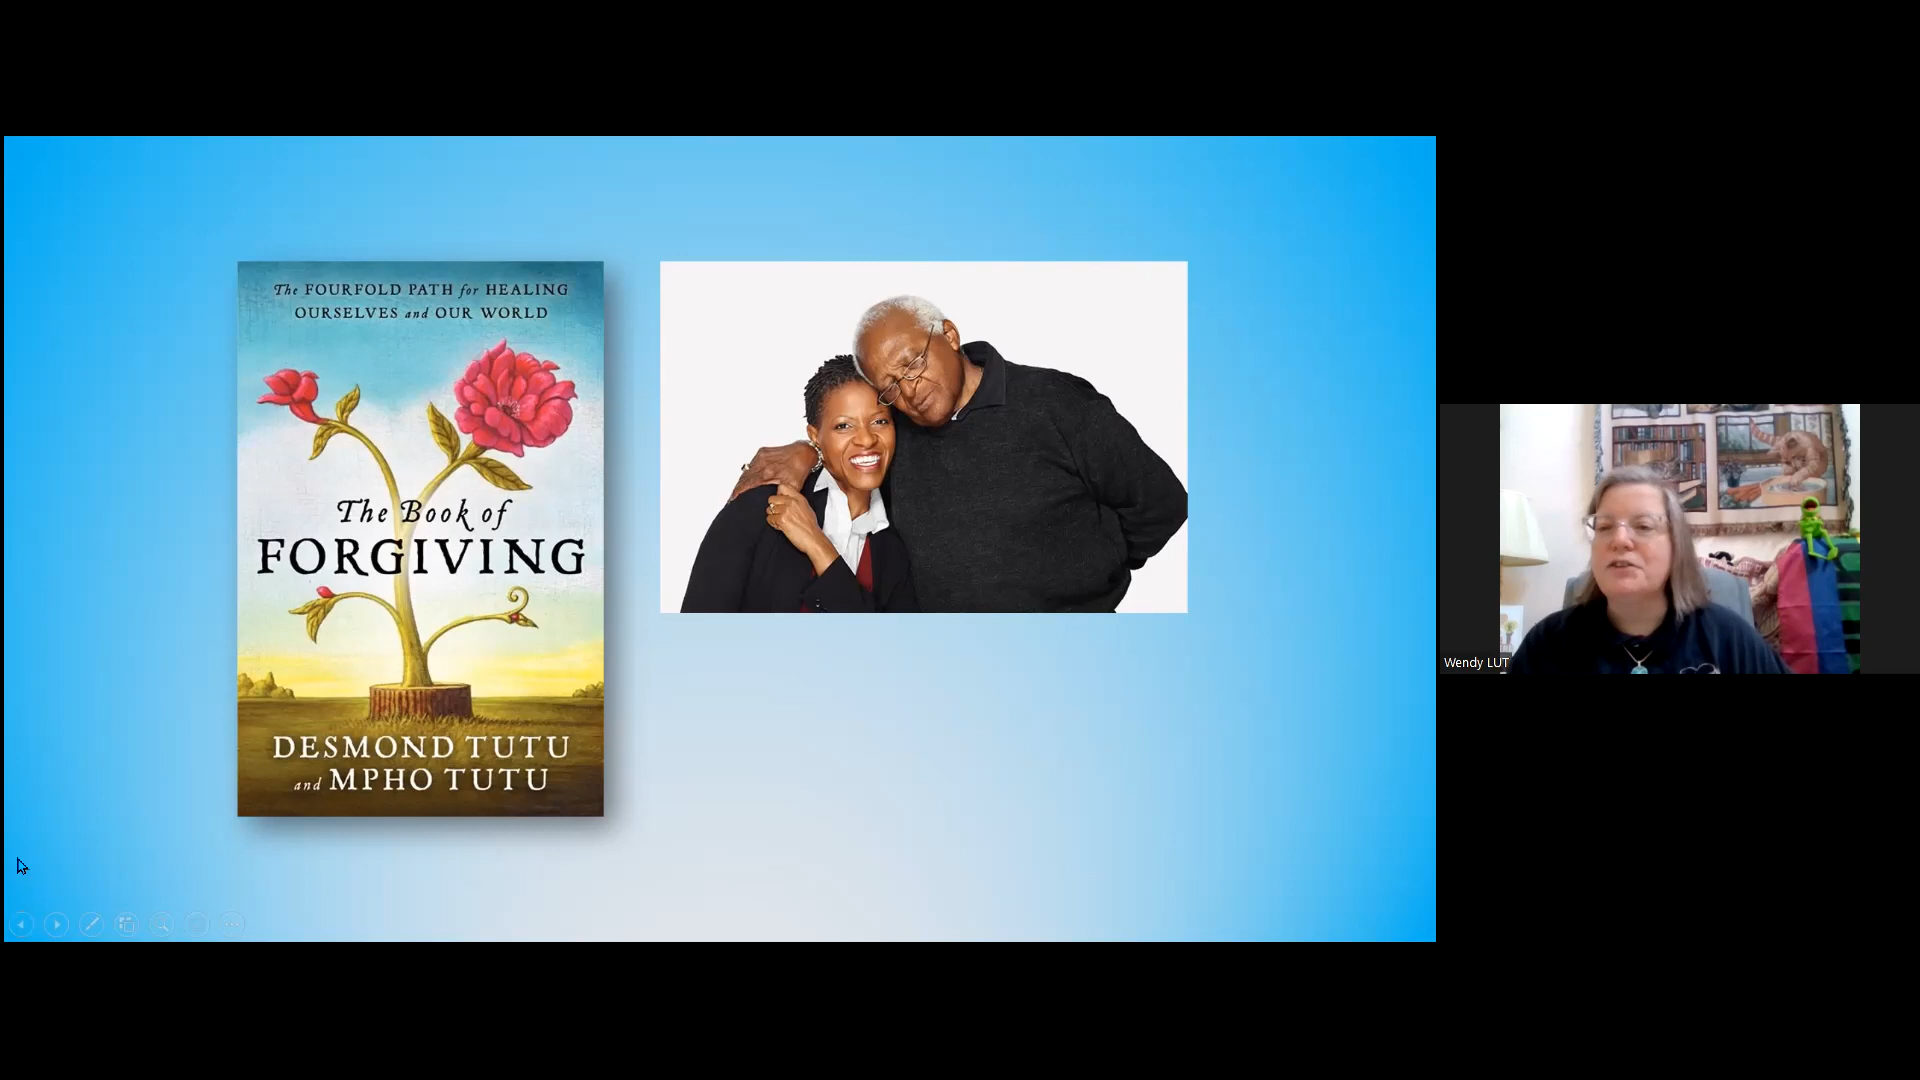 The FOURFOLD PATH for HEALING
OURSELVES and OUR WORLD
The Book of
FORGIVING
DESMOND TUTU
and MPHO TUTU
Wendy LUT